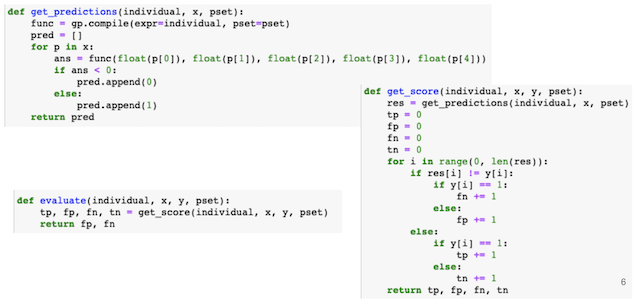 def get_predictions(individual, x, pset):
    func = gp.compile(expr=individual, pset=pset)
    pred = []
    for p in x:
        ans = func(float(p[0]), float(p[1]), float(p[2]), float(p[3]), float(p[4]))
        if ans < 0:
            pred.append(0)
        else:
            pred.append(1)
    return pred
def get_score(individual, x, y, pset):
    res = get_predictions(individual, x, pset)
    tp = 0
    fp = 0
    fn = 0
    tn = 0
    for i in range(0, len(res)):
        if res[i] != y[i]:
            if y[i] == 1:
                fn += 1
            else:
                fp += 1
        else:
            if y[i] == 1:
                tp += 1
            else:
                tn += 1
    return tp, fp, fn, tn
def evaluate(individual, x, y, pset):
    tp, fp, fn, tn = get_score(individual, x, y, pset)
    return fp, fn
6